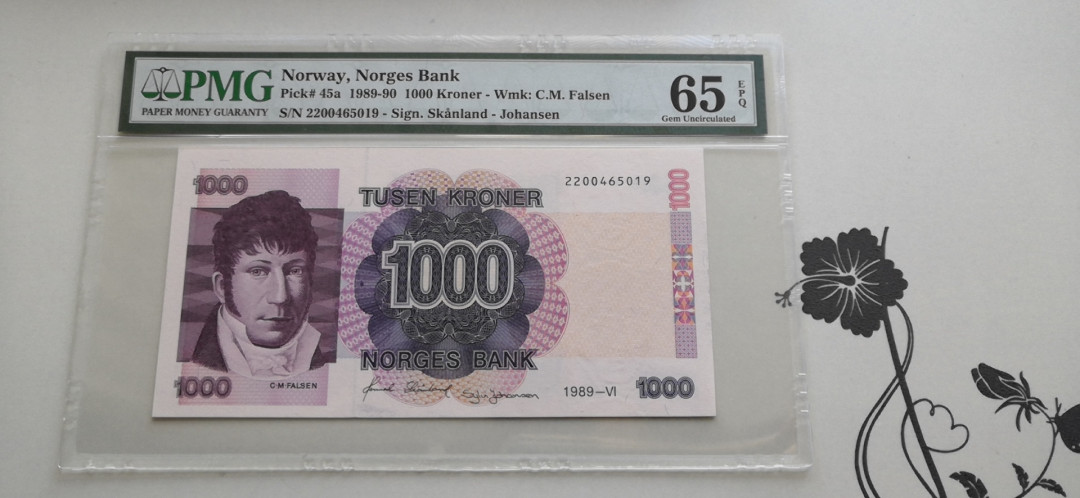 PMG
PAPER MONEY GUARANTY
Norway, Norges Bank
Pick# 45a 1989-90 1000 Kroner - Wmk: C.M. Falsen
S/N 2200465019 - Sign. Skånland - Johansen
65
EPQ
Gem Uncirculated
1000
TUSEN KRONER
2200465019
1000
1000
NORGES BANK
C·M·FALSEN
1000
1989–VI
1000